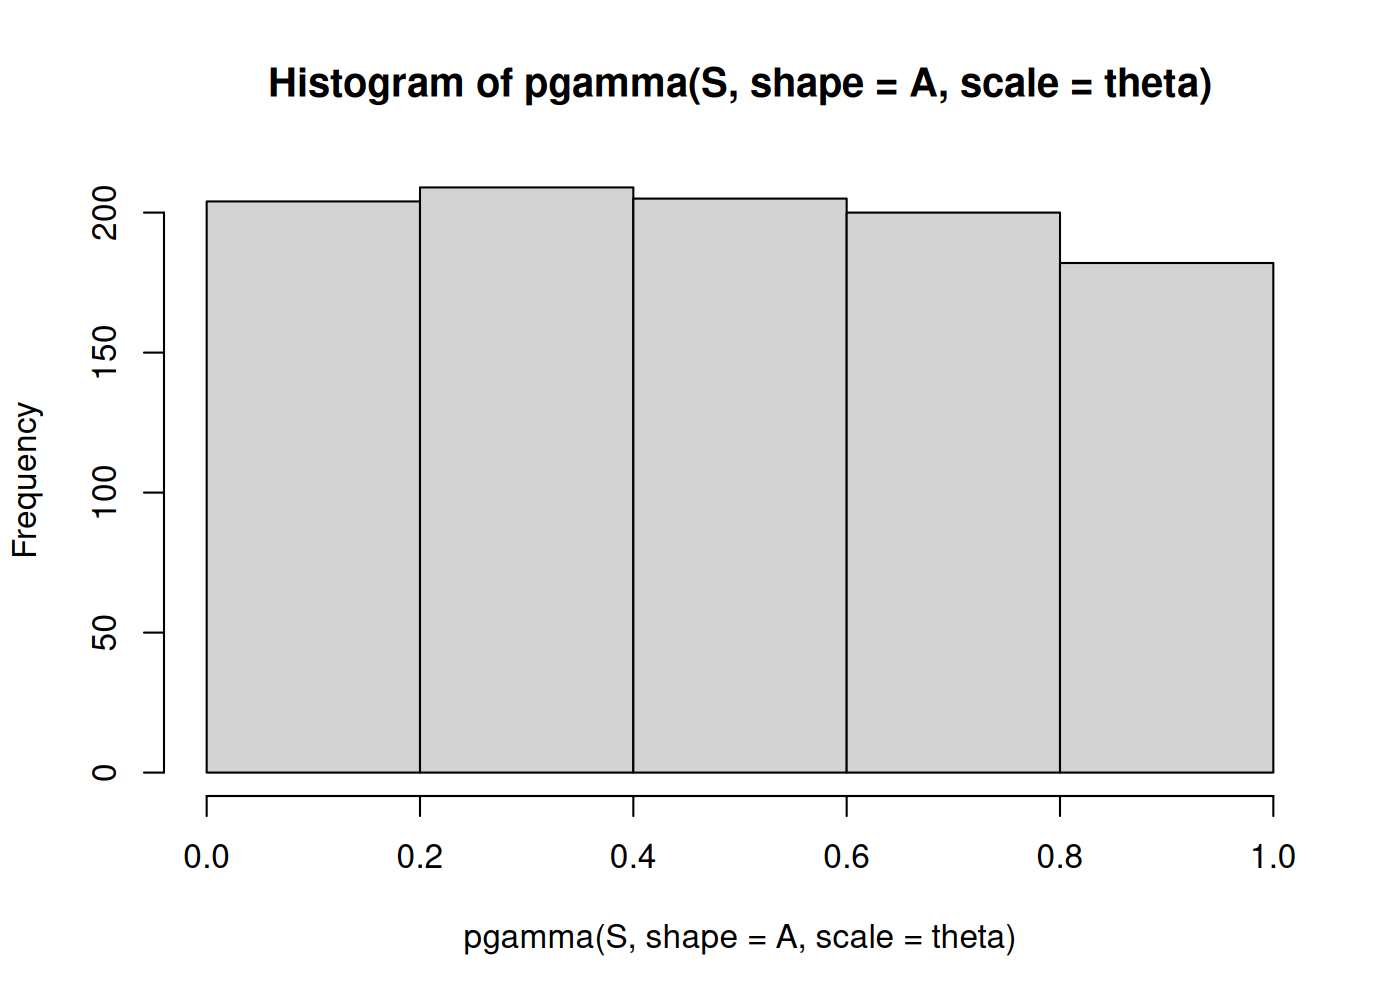 Histogram of pgamma(S, shape = A, scale = theta)
200
150
100
50
0
Frequency
0.0 0.2 0.4 0.6 0.8 1.0
pgamma(S, shape = A, scale = theta)